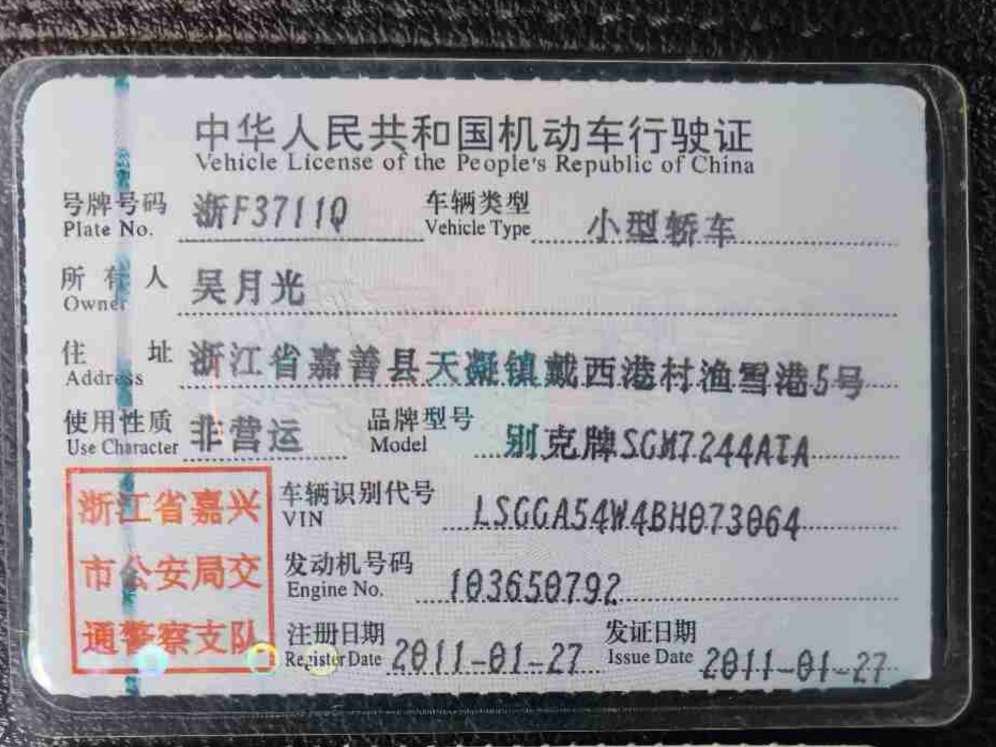 中华人民共和国机动车行驶证
Vehicle License of the People's Republic of China
号牌号码 浙F3711Q 车辆类型 小型轿车
Plate No. Vehicle Type
所有人 吴月光
Owner
住址 浙江省嘉善县天凝镇戴西港村渔雪港5号
Address
使用性质 非营运 品牌型号 别克牌SGM7244ATA
Use Character Model
浙江省嘉兴
市公安局交
通警察支队
车辆识别代号 LSGGA54W4BH073064
VIN
发动机号码 103650792
Engine No.
注册日期 2011-01-27 发证日期 2011-01-27
Register Date Issue Date